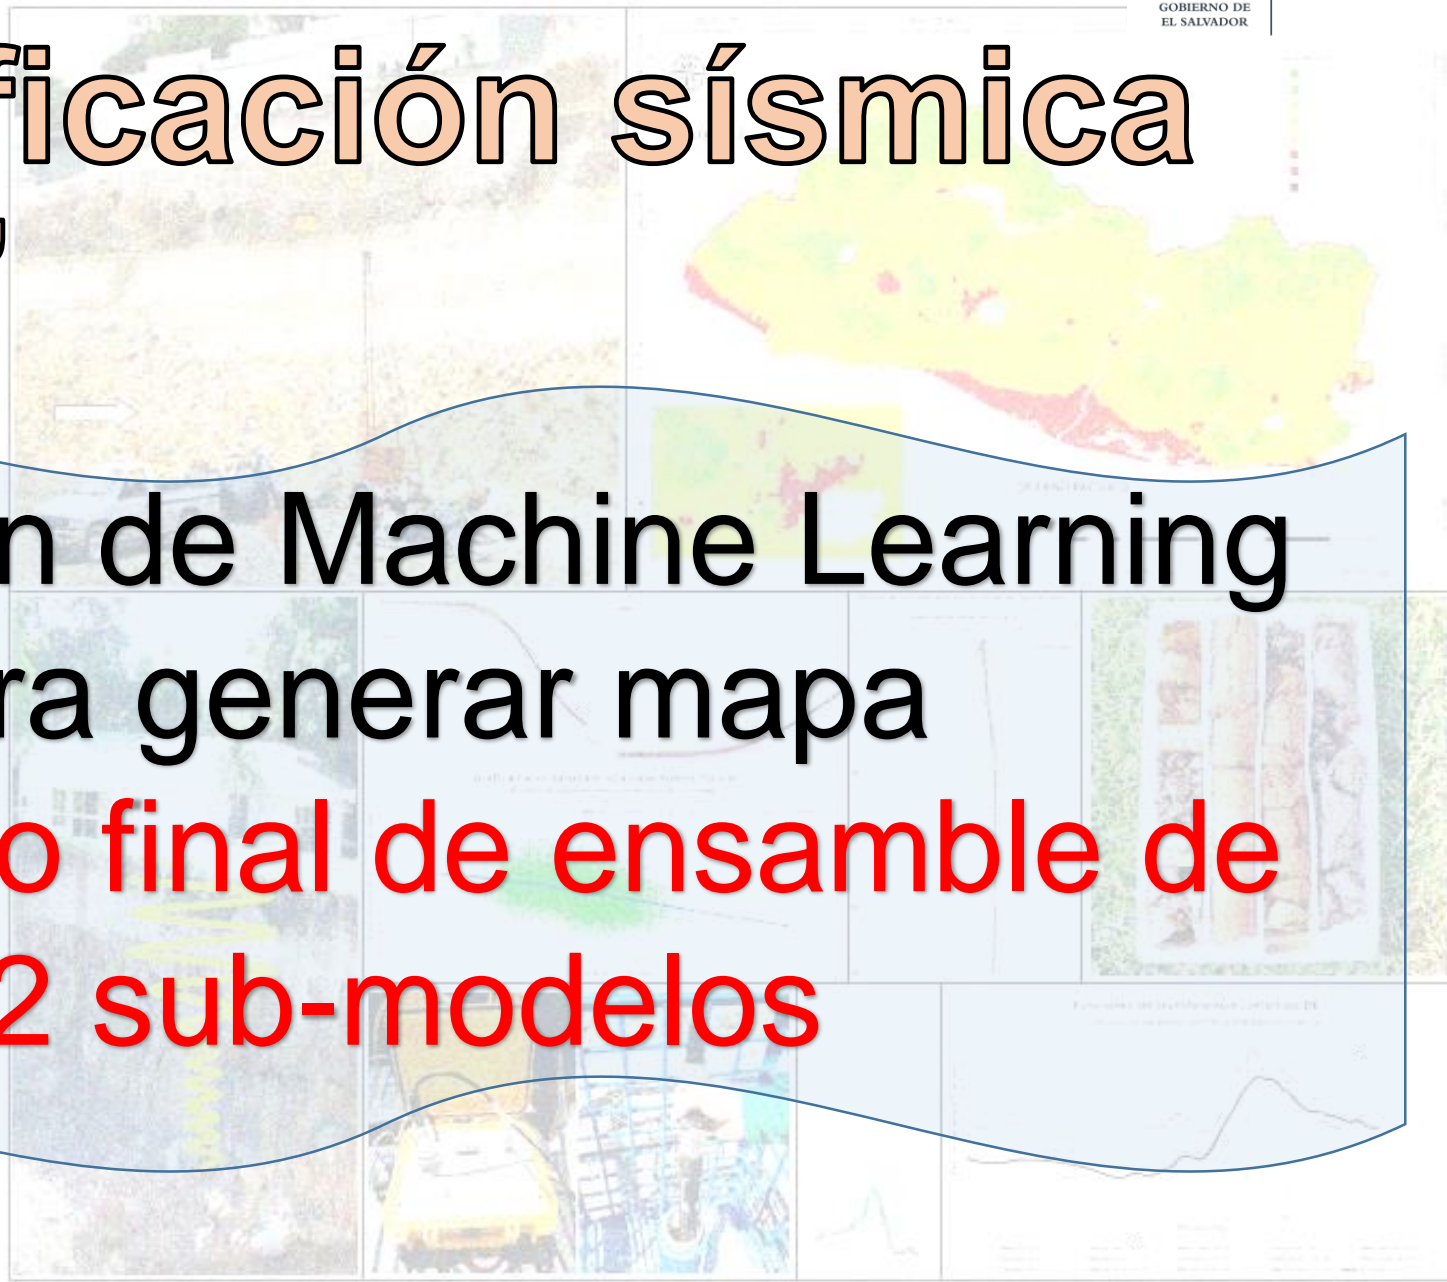 GOBIERNO DE
EL SALVADOR
ficación sísmica
n de Machine Learning
ra generar mapa
o final de ensamble de
2 sub-modelos